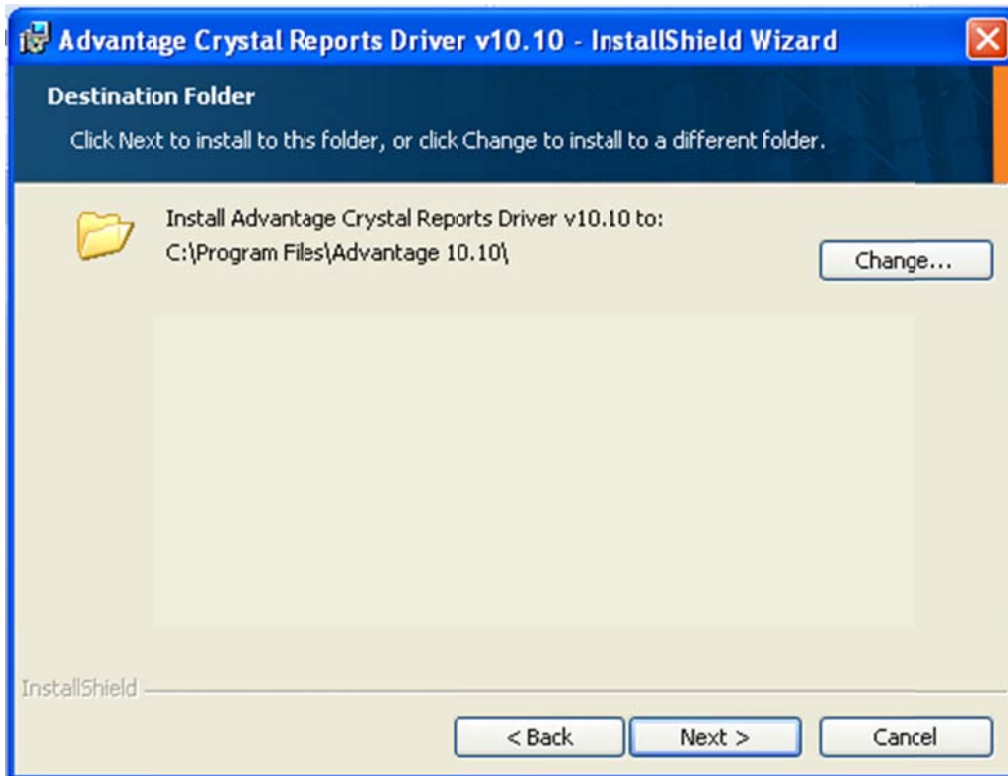 Advantage Crystal Reports Driver v10.10 - InstallShield Wizard
Destination Folder
Click Next to install to this folder, or click Change to install to a different folder.
Install Advantage Crystal Reports Driver v10.10 to:
C:\Program Files\Advantage 10.10\
Change...
InstallShield
< Back
Next >
Cancel